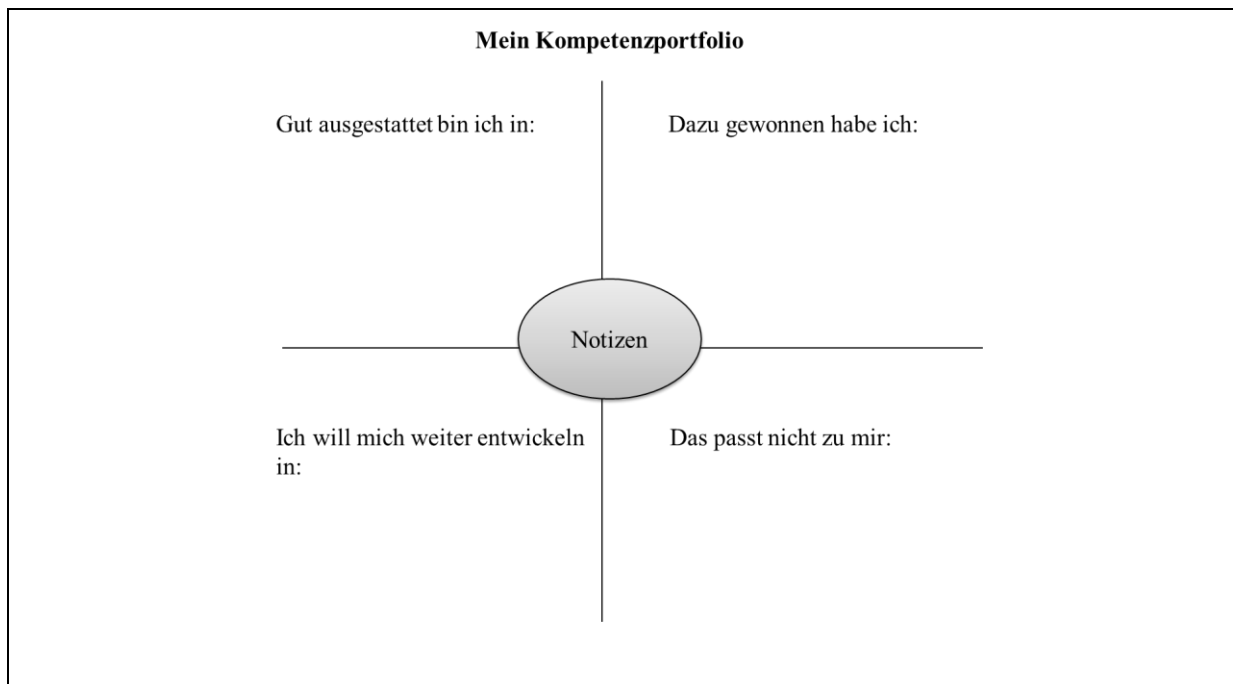 Mein Kompetenzportfolio
Gut ausgestattet bin ich in:
Dazu gewonnen habe ich:
Notizen
Ich will mich weiter entwickeln
in:
Das passt nicht zu mir: